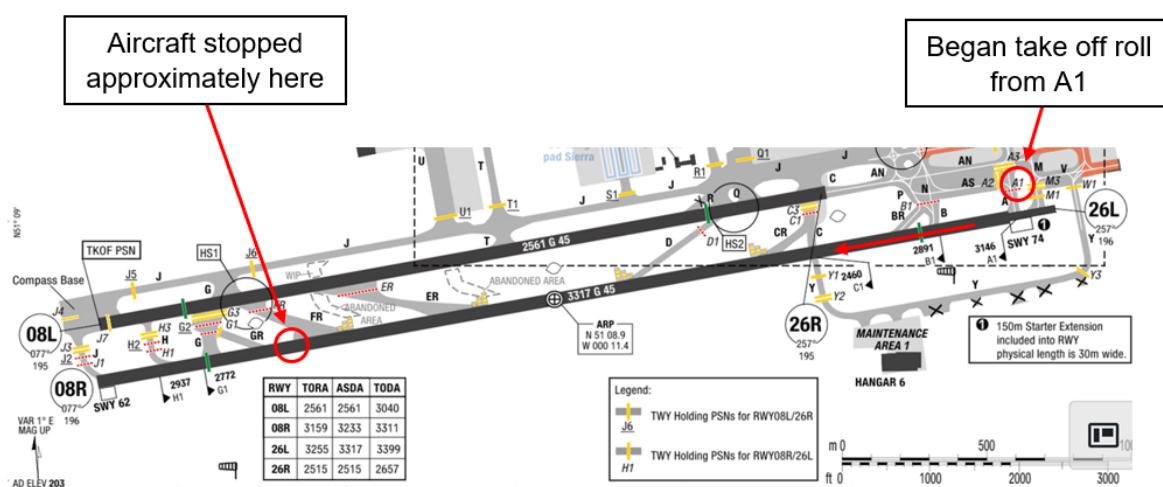 Aircraft stopped
approximately here
Began take off roll
from A1
pad Sierra
Q1
R1
S1
T1
U1
U
T
J
J
J
J
C
AN
AN
AS
A3
A2
A1
M
V
M3
M1
W1
P
N
B1
BR
B
A
26L
257°
196
N51° 09'
TKOF PSN
HS1
J6
J5
J
J
Compass Base
J4
J7
08L
077°
195
G
WIP
G3
G2
G1
H3
H2
H
H1
J3
J2
J
J1
G
08R
077°
196
SWY 62
2937
H1
2772
G1
2561 G 45
3317 G 45
T
R
Q
HS2
D
D1
C3
C1
CR
C
ABANDONED AREA
ER
ER
FR
FR
GR
ABANDONED
AREA
ARP
N 51 08.9
W 000 11.4
2460
C1
Y1
Y2
Y
26R
257°
195
2891
B1
3146
A1
SWY 74
1
Y
Y
Y3
MAINTENANCE
AREA 1
HANGAR 6
1 150m Starter Extension
included into RWY
physical length is 30m wide.
RWY TORA ASDA TODA
08L 2561 2561 3040
08R 3159 3233 3311
26L 3255 3317 3399
26R 2515 2515 2657
Legend:
J6
TWY Holding PSNs for RWY08L/26R
H1
TWY Holding PSNs for RWY08R/26L
VAR 1° E
MAG UP
AD ELEV 203
m 0 500
ft 0 1000 2000 3000